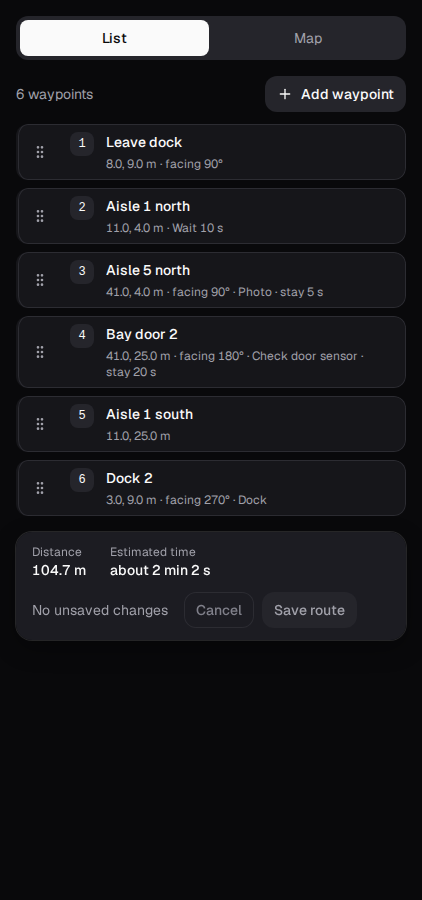 List
Map
6 waypoints
Add waypoint
1
Leave dock
8.0, 9.0 m · facing 90°
2
Aisle 1 north
11.0, 4.0 m · Wait 10 s
3
Aisle 5 north
41.0, 4.0 m · facing 90° · Photo · stay 5 s
4
Bay door 2
41.0, 25.0 m · facing 180° · Check door sensor ·
stay 20 s
5
Aisle 1 south
11.0, 25.0 m
6
Dock 2
3.0, 9.0 m · facing 270° · Dock
Distance
Estimated time
104.7 m
about 2 min 2 s
No unsaved changes
Cancel
Save route